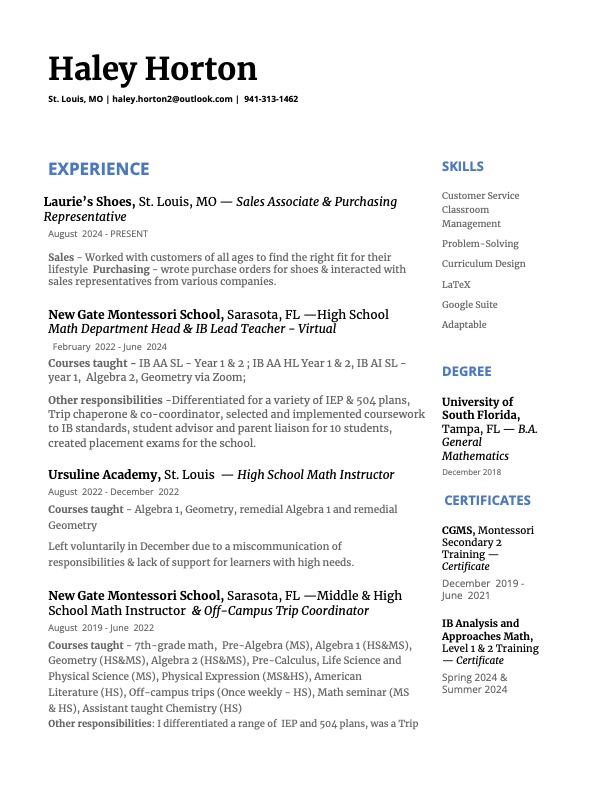 Haley Horton
St. Louis, MO | haley.horton2@outlook.com | 941-313-1462
EXPERIENCE
Laurie's Shoes, St. Louis, MO — Sales Associate & Purchasing
Representative
August 2024 - PRESENT
Sales - Worked with customers of all ages to find the right fit for their
lifestyle Purchasing - wrote purchase orders for shoes & interacted with
sales representatives from various companies.
New Gate Montessori School, Sarasota, FL —High School
Math Department Head & IB Lead Teacher - Virtual
February 2022 - June 2024
Courses taught - IB AA SL - Year 1 & 2 ; IB AA HL Year 1 & 2, IB AI SL -
year 1, Algebra 2, Geometry via Zoom;
Other responsibilities -Differentiated for a variety of IEP & 504 plans,
Trip chaperone & co-coordinator, selected and implemented coursework
to IB standards, student advisor and parent liaison for 10 students,
created placement exams for the school.
Ursuline Academy, St. Louis — High School Math Instructor
August 2022 - December 2022
Courses taught - Algebra 1, Geometry, remedial Algebra 1 and remedial
Geometry
Left voluntarily in December due to a miscommunication of
responsibilities & lack of support for learners with high needs.
New Gate Montessori School, Sarasota, FL —Middle & High
School Math Instructor & Off-Campus Trip Coordinator
August 2019 - June 2022
Courses taught - 7th-grade math, Pre-Algebra (MS), Algebra 1 (HS&MS),
Geometry (HS&MS), Algebra 2 (HS&MS), Pre-Calculus, Life Science and
Physical Science (MS), Physical Expression (MS&HS), American
Literature (HS), Off-campus trips (Once weekly - HS), Math seminar (MS
& HS), Assistant taught Chemistry (HS)
Other responsibilities: I differentiated a range of IEP and 504 plans, was a Trip
SKILLS
Customer Service
Classroom
Management
Problem-Solving
Curriculum Design
LaTeX
Google Suite
Adaptable
DEGREE
University of
South Florida,
Tampa, FL — B.A.
General
Mathematics
December 2018
CERTIFICATES
CGMS, Montessori
Secondary 2
Training —
Certificate
December 2019 -
June 2021
IB Analysis and
Approaches Math,
Level 1 & 2 Training
— Certificate
Spring 2024 &
Summer 2024